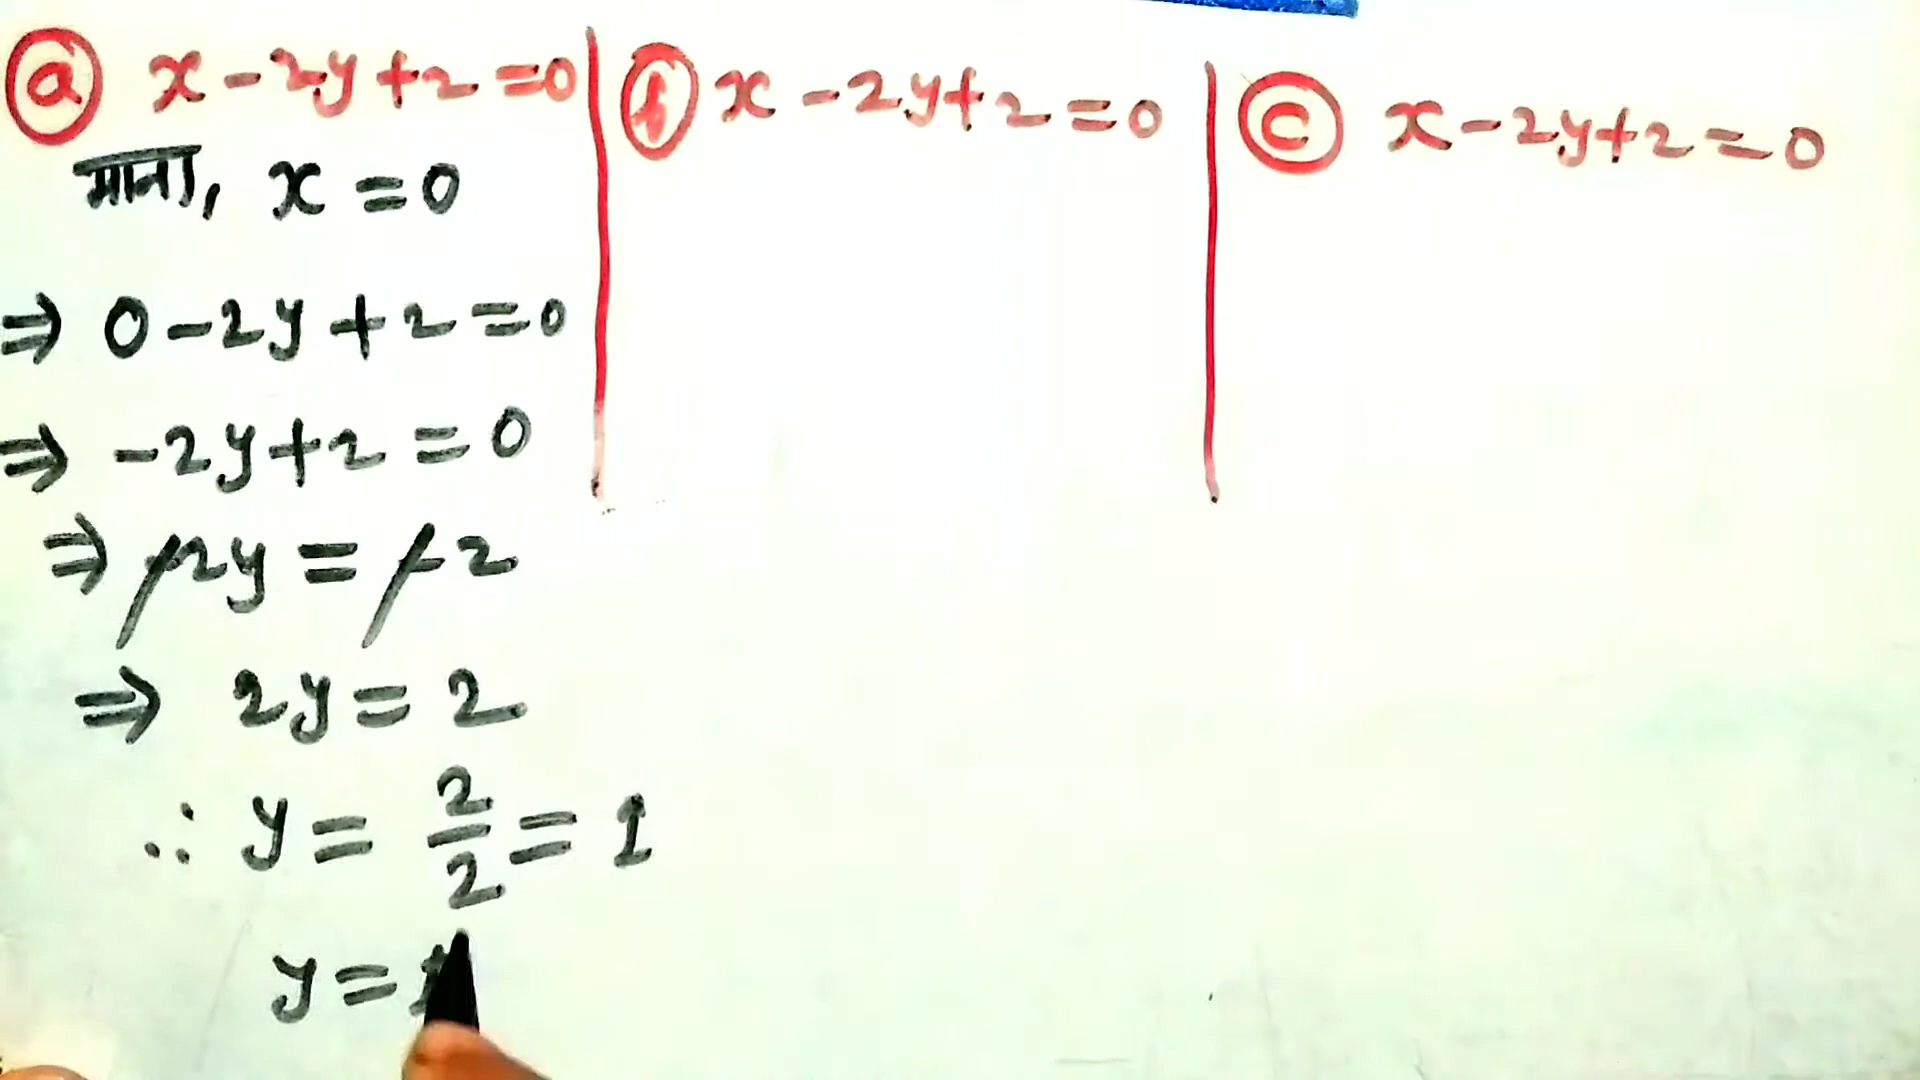 ⓐ x - 2y + 2 = 0
माना, x = 0
⇒ 0 - 2y + 2 = 0
⇒ -2y + 2 = 0
⇒ -2y = -2
⇒ 2y = 2
∴ y = 2/2 = 1
y = 1
ⓑ x - 2y + 2 = 0
ⓒ x - 2y + 2 = 0